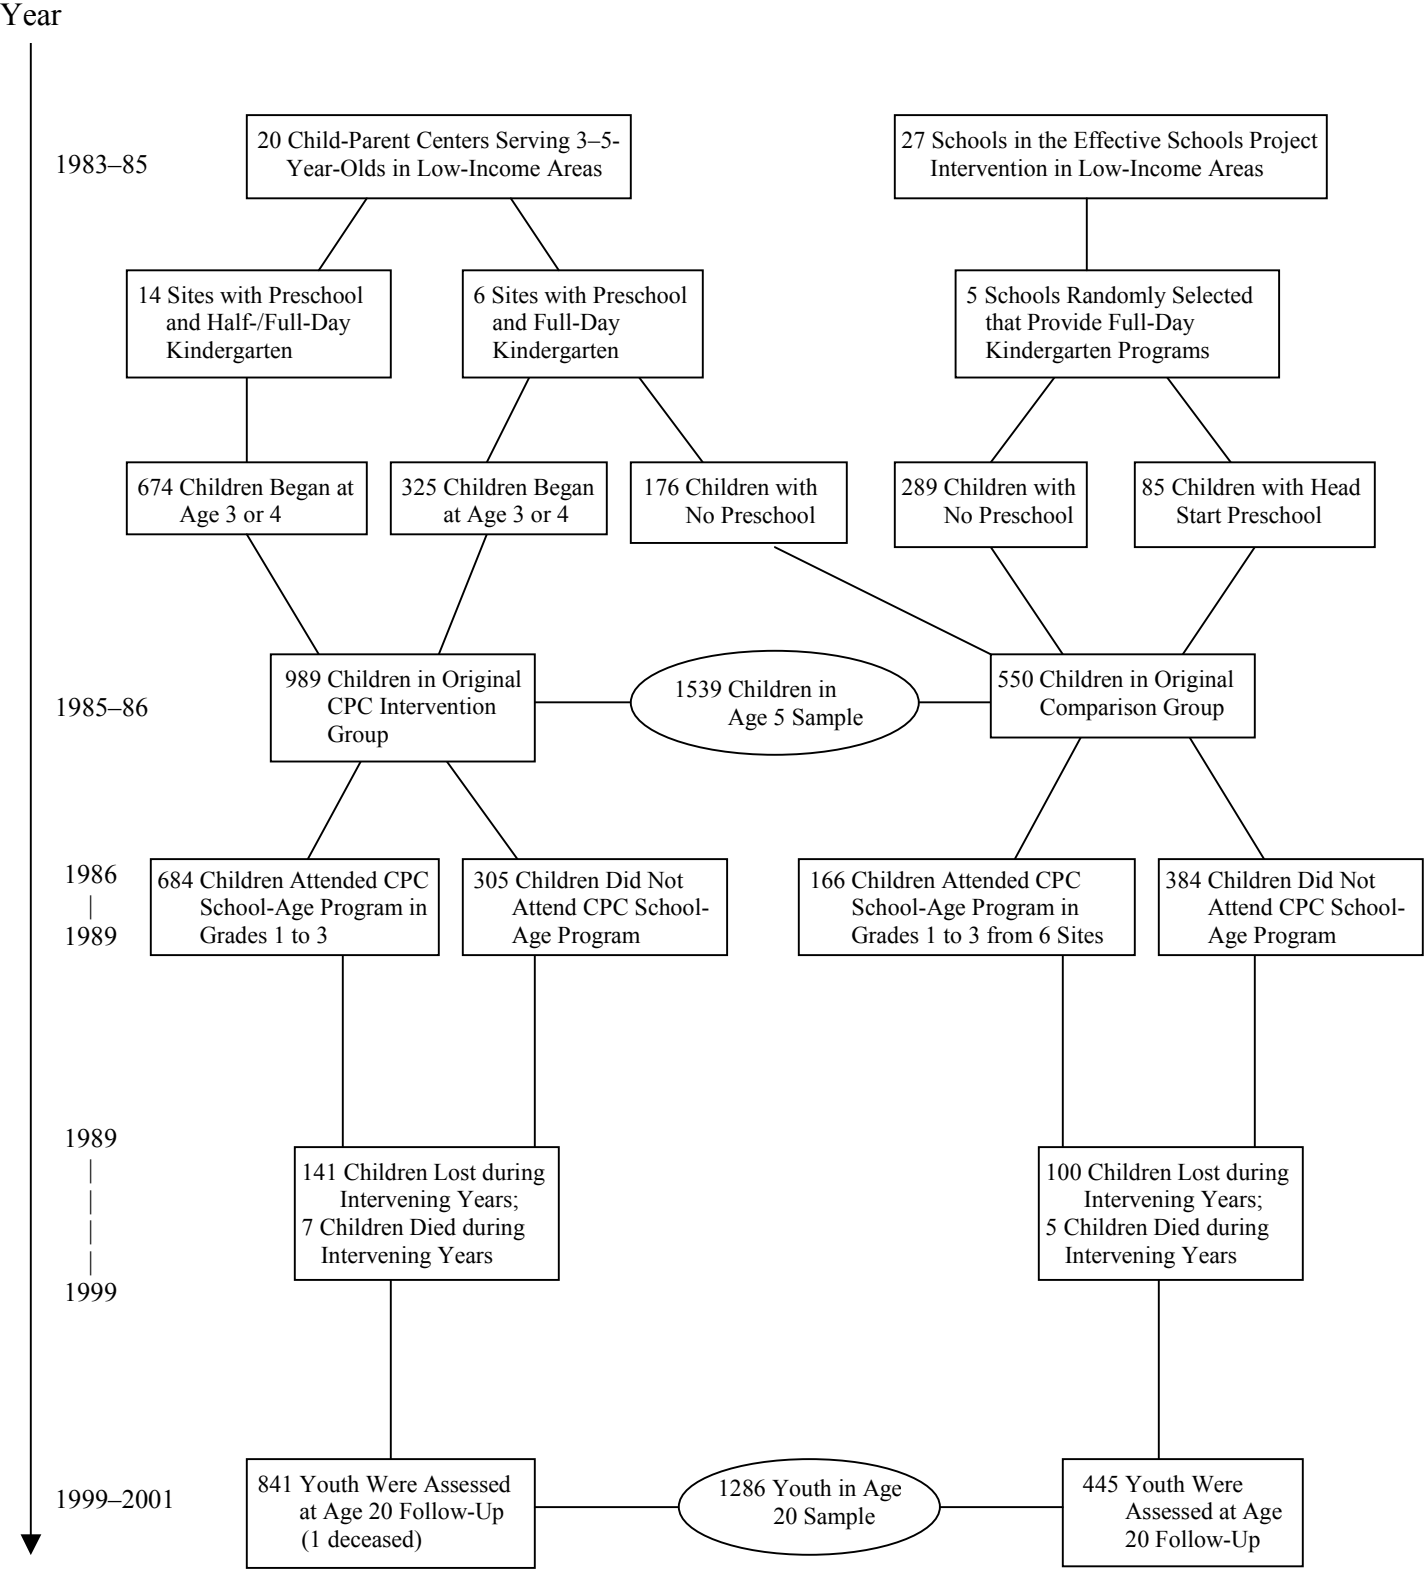 Year
1983–85
20 Child-Parent Centers Serving 3–5-
Year-Olds in Low-Income Areas
27 Schools in the Effective Schools Project
Intervention in Low-Income Areas
14 Sites with Preschool
and Half-/Full-Day
Kindergarten
6 Sites with Preschool
and Full-Day
Kindergarten
5 Schools Randomly Selected
that Provide Full-Day
Kindergarten Programs
674 Children Began at
Age 3 or 4
325 Children Began
at Age 3 or 4
176 Children with
No Preschool
289 Children with
No Preschool
85 Children with Head
Start Preschool
1985–86
989 Children in Original
CPC Intervention
Group
1539 Children in
Age 5 Sample
550 Children in Original
Comparison Group
1986
|
1989
684 Children Attended CPC
School-Age Program in
Grades 1 to 3
305 Children Did Not
Attend CPC School-
Age Program
166 Children Attended CPC
School-Age Program in
Grades 1 to 3 from 6 Sites
384 Children Did Not
Attend CPC School-
Age Program
1989
|
|
|
|
1999
141 Children Lost during
Intervening Years;
7 Children Died during
Intervening Years
100 Children Lost during
Intervening Years;
5 Children Died during
Intervening Years
1999–2001
841 Youth Were Assessed
at Age 20 Follow-Up
(1 deceased)
1286 Youth in Age
20 Sample
445 Youth Were
Assessed at Age
20 Follow-Up